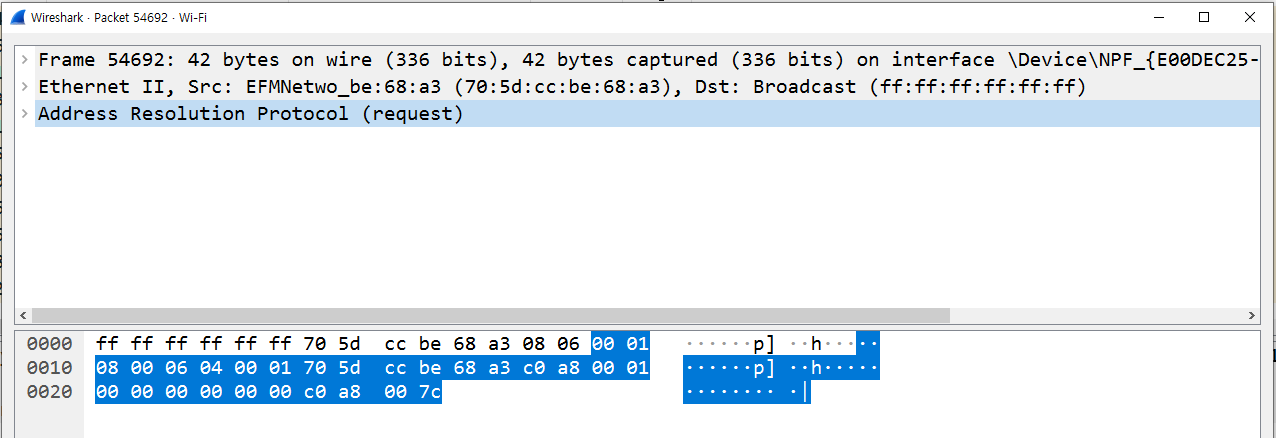 Wireshark · Packet 54692 · Wi-Fi
Frame 54692: 42 bytes on wire (336 bits), 42 bytes captured (336 bits) on interface \Device\NPF_{E00DEC25-
Ethernet II, Src: EFMNetwo_be:68:a3 (70:5d:cc:be:68:a3), Dst: Broadcast (ff:ff:ff:ff:ff:ff)
Address Resolution Protocol (request)
0000 ff ff ff ff ff ff 70 5d cc be 68 a3 08 06 00 01 ······p] ··h·····
0010 08 00 06 04 00 01 70 5d cc be 68 a3 c0 a8 00 01 ······p] ··h·····
0020 00 00 00 00 00 00 c0 a8 00 7c ········ ·|